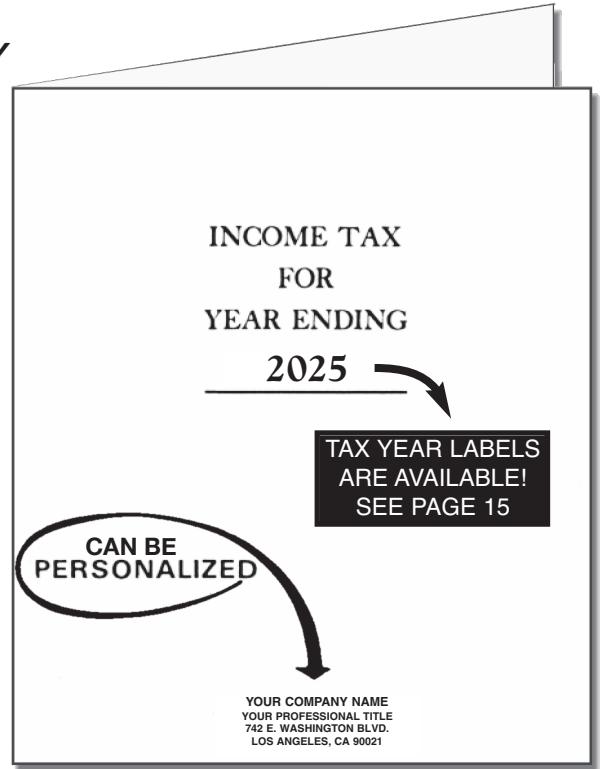 INCOME TAX
FOR
YEAR ENDING
2025
TAX YEAR LABELS
ARE AVAILABLE!
SEE PAGE 15
CAN BE
PERSONALIZED
YOUR COMPANY NAME
YOUR PROFESSIONAL TITLE
742 E. WASHINGTON BLVD.
LOS ANGELES, CA 90021